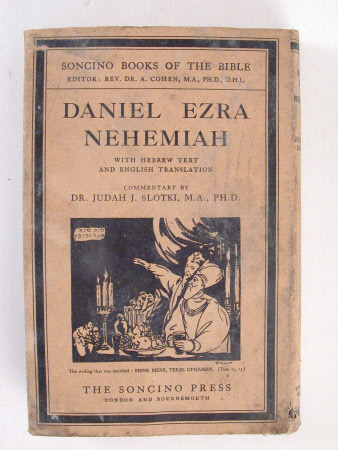 SONCINO BOOKS OF THE BIBLE
EDITOR: REV. DR. A. COHEN, M.A., PH.D., D.H.L.
DANIEL EZRA
NEHEMIAH
WITH HEBREW TEXT
AND ENGLISH TRANSLATION
COMMENTARY BY
DR. JUDAH J. SLOTKI, M.A., PH.D.
The writing that was inscribed: MENE MENE, TEKEL UPHARSIN. (Dan. v, 25)
THE SONCINO PRESS
LONDON AND BOURNEMOUTH